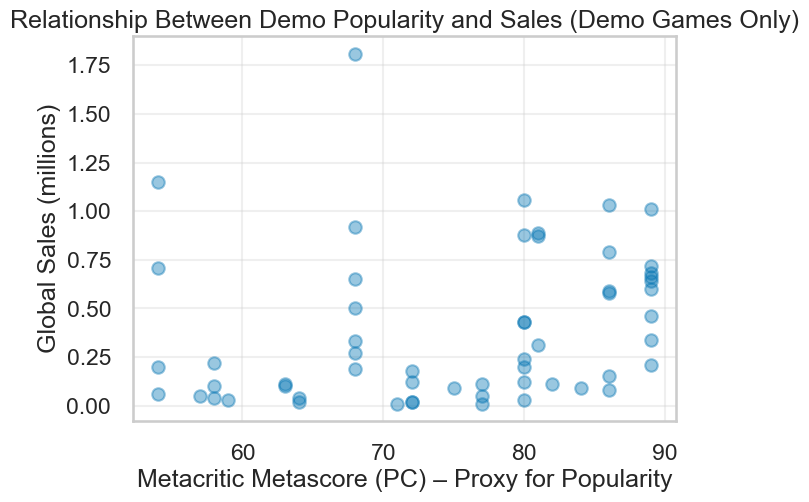 Relationship Between Demo Popularity and Sales (Demo Games Only)
Global Sales (millions)
1.75
1.50
1.25
1.00
0.75
0.50
0.25
0.00
60 70 80 90
Metacritic Metascore (PC) – Proxy for Popularity